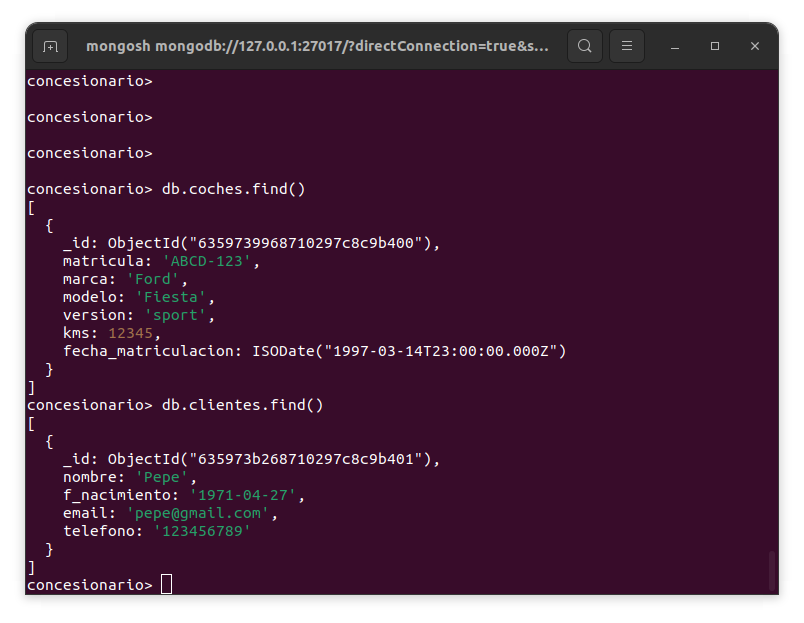 mongosh mongodb://127.0.0.1:27017/?directConnection=true&s...
concesionario>
concesionario>
concesionario>
concesionario> db.coches.find()
[
  {
    _id: ObjectId("6359739968710297c8c9b400"),
    matricula: 'ABCD-123',
    marca: 'Ford',
    modelo: 'Fiesta',
    version: 'sport',
    kms: 12345,
    fecha_matriculacion: ISODate("1997-03-14T23:00:00.000Z")
  }
]
concesionario> db.clientes.find()
[
  {
    _id: ObjectId("635973b268710297c8c9b401"),
    nombre: 'Pepe',
    f_nacimiento: '1971-04-27',
    email: 'pepe@gmail.com',
    telefono: '123456789'
  }
]
concesionario>